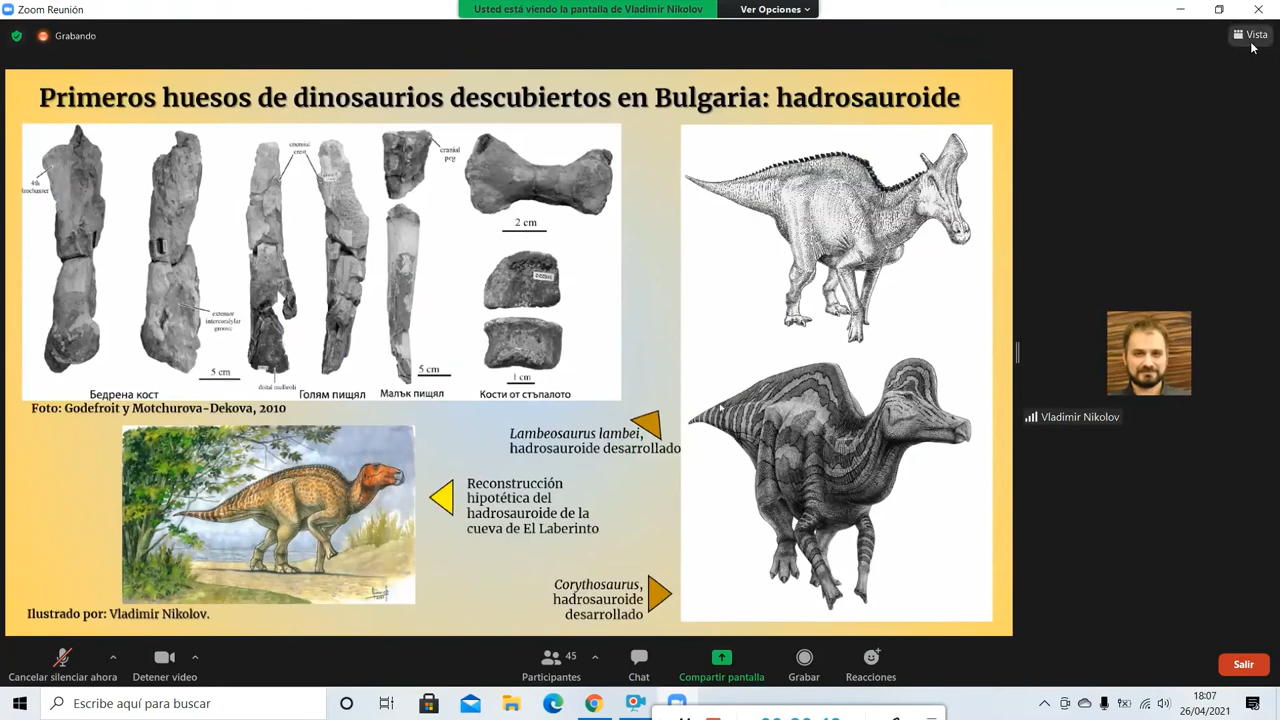 Zoom Reunión
Usted está viendo la pantalla de Vladimir Nikolov
Ver Opciones
Grabando
Vista
Primeros huesos de dinosaurios descubiertos en Bulgaria: hadrosauroide
4th
trochanter
cnemial
crest
cranial
peg
extensor
intercondylar
groove
distal malleoli
5 cm
5 cm
2 cm
1 cm
Бедрена кост
Голям пищял
Малък пищял
Кости от стъпалото
Foto: Godefroit y Motchurova-Dekova, 2010
Lambeosaurus lambei,
hadrosauroide desarrollado
Reconstrucción
hipotética del
hadrosauroide de la
cueva de El Laberinto
Corythosaurus,
hadrosauroide
desarrollado
Ilustrado por: Vladimir Nikolov.
Vladimir Nikolov
Cancelar silenciar ahora
Detener video
45
Participantes
Chat
Compartir pantalla
Grabar
Reacciones
Salir
Escribe aquí para buscar
18:07
26/04/2021